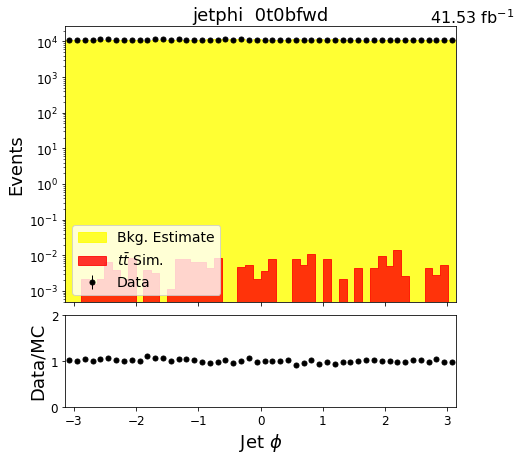 jetphi 0t0bfwd
41.53 fb⁻¹
Events
10⁴
10³
10²
10¹
10⁰
10⁻¹
10⁻²
10⁻³
Bkg. Estimate
tt̄ Sim.
Data
Data/MC
2
1
0
−3 −2 −1 0 1 2 3
Jet ϕ